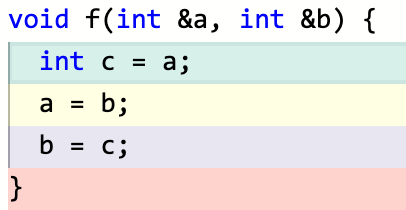 void f(int &a, int &b) {
  int c = a;
  a = b;
  b = c;
}